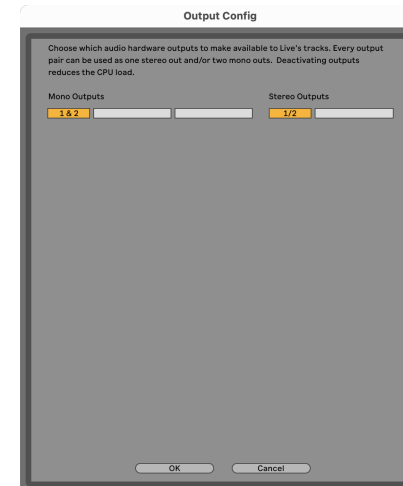 Output Config
Choose which audio hardware outputs to make available to Live's tracks. Every output
pair can be used as one stereo out and/or two mono outs. Deactivating outputs
reduces the CPU load.
Mono Outputs Stereo Outputs
1 & 2 1/2
OK Cancel